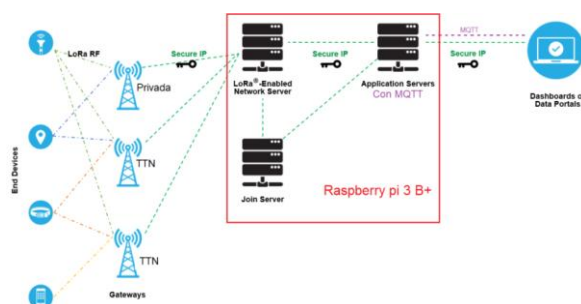 LoRa RF
Secure IP
Privada
TTN
TTN
Gateways
End Devices
LoRa®-Enabled
Network Server
Secure IP
Application Servers
Con MQTT
Join Server
Raspberry pi 3 B+
MQTT
Secure IP
Dashboards o
Data Portals